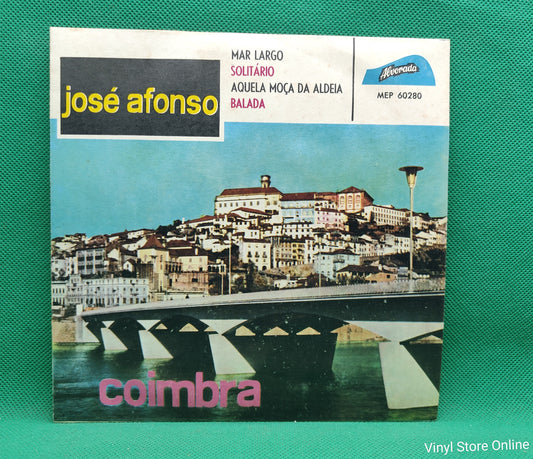 josé afonso
MAR LARGO
SOLITÁRIO
AQUELA MOÇA DA ALDEIA
BALADA
Alvorada
MEP 60280
coimbra
Vinyl Store Online